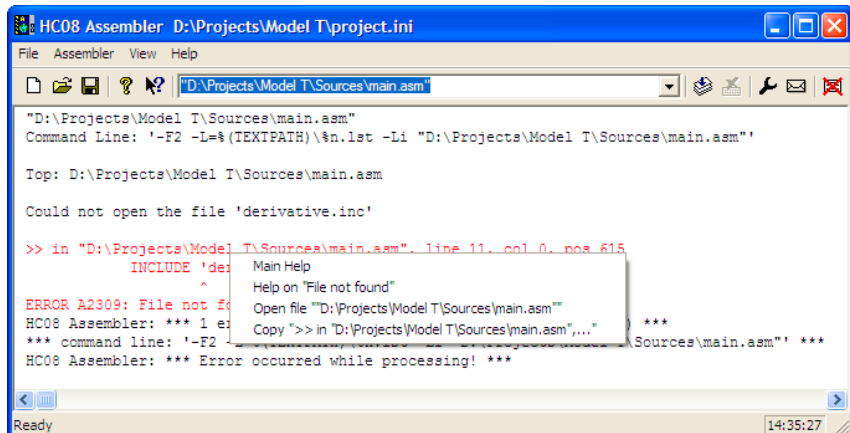 HC08 Assembler D:\Projects\Model T\project.ini
File Assembler View Help
"D:\Projects\Model T\Sources\main.asm"
"D:\Projects\Model T\Sources\main.asm"
Command Line: '-F2 -L=%(TEXTPATH)\%n.lst -Li "D:\Projects\Model T\Sources\main.asm"'
Top: D:\Projects\Model T\Sources\main.asm
Could not open the file 'derivative.inc'
>> in "D:\Projects\Model T\Sources\main.asm", line 11, col 0, pos 615
INCLUDE 'der
^
ERROR A2309: File not fo
HC08 Assembler: *** 1 er ) ***
*** command line: '-F2 Sources\main.asm"' ***
HC08 Assembler: *** Error occurred while processing! ***
Main Help
Help on "File not found"
Open file ""D:\Projects\Model T\Sources\main.asm""
Copy ">> in "D:\Projects\Model T\Sources\main.asm",..."
Ready 14:35:27